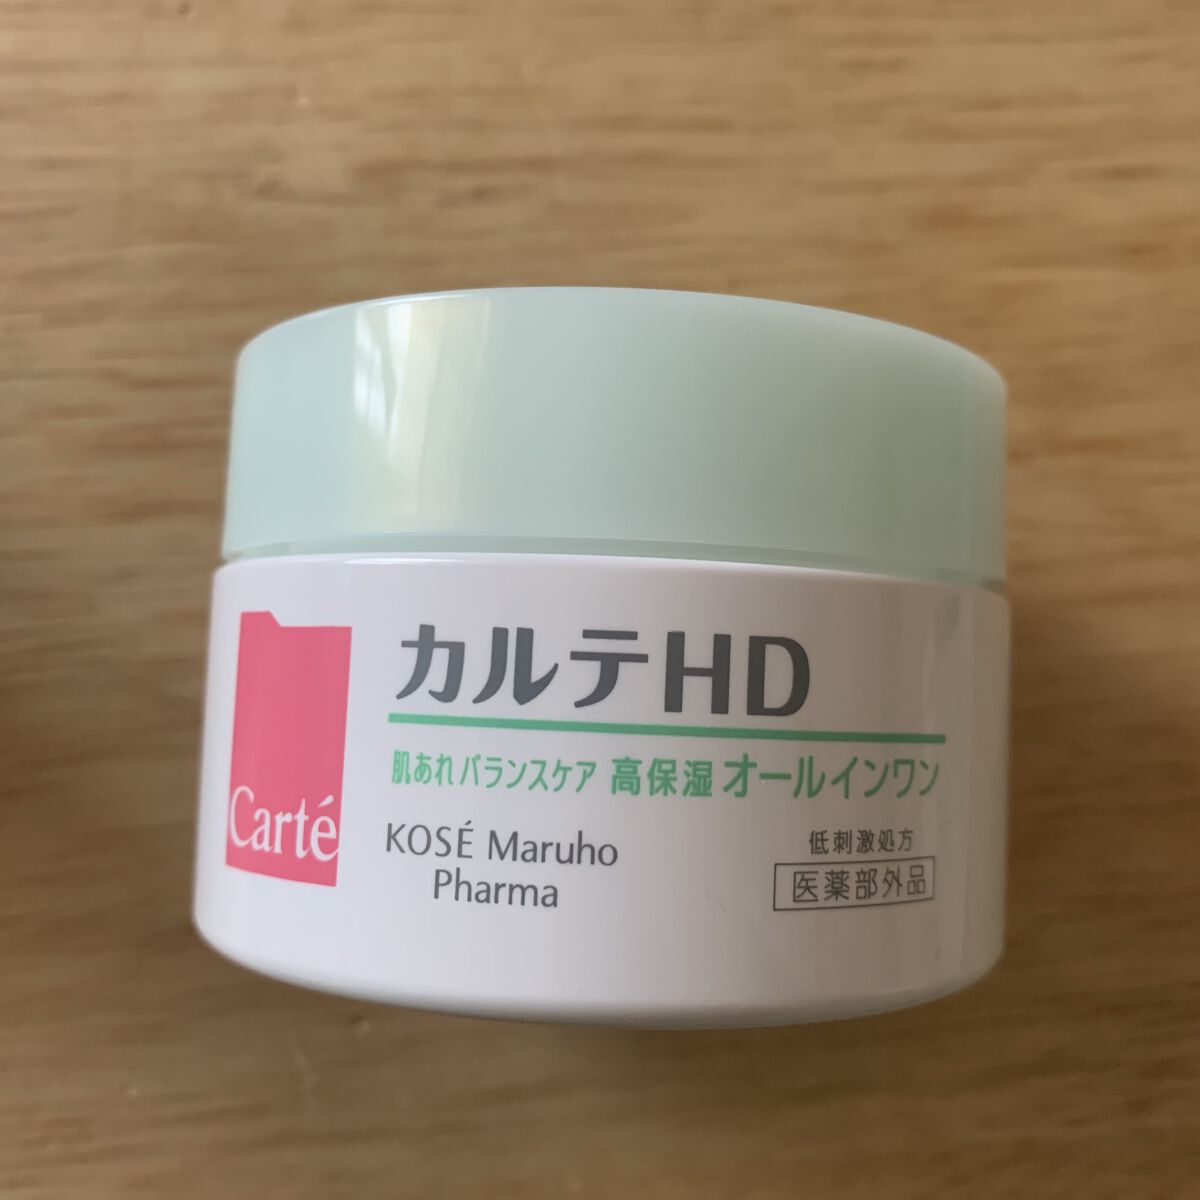 カルテHD
肌あれバランスケア 高保湿 オールインワン
Carté
KOSÉ Maruho
Pharma
低刺激処方
医薬部外品